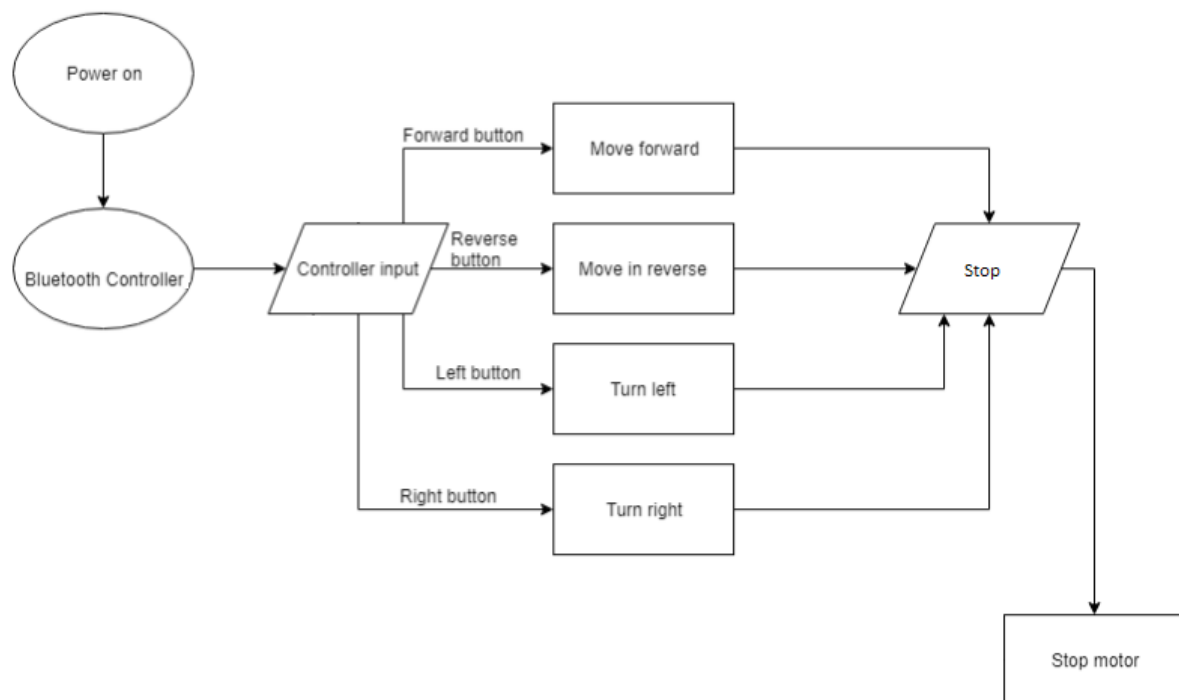 Power on
Forward button
Move forward
Bluetooth Controller
Controller input
Reverse
button
Move in reverse
Stop
Left button
Turn left
Right button
Turn right
Stop motor